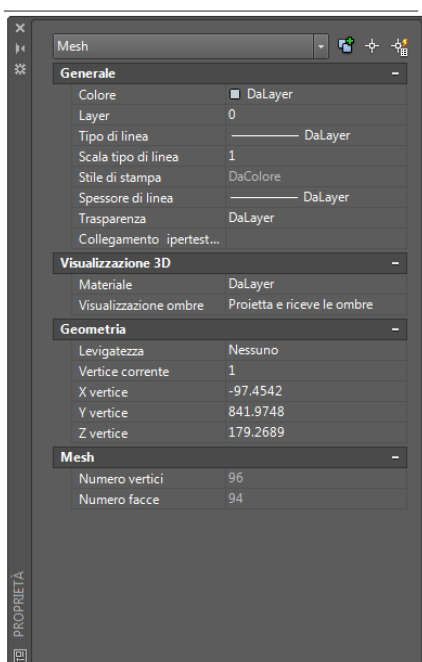 Mesh
Generale
Colore DaLayer
Layer 0
Tipo di linea DaLayer
Scala tipo di linea 1
Stile di stampa DaColore
Spessore di linea DaLayer
Trasparenza DaLayer
Collegamento ipertest...
Visualizzazione 3D
Materiale DaLayer
Visualizzazione ombre Proietta e riceve le ombre
Geometria
Levigatezza Nessuno
Vertice corrente 1
X vertice -97.4542
Y vertice 841.9748
Z vertice 179.2689
Mesh
Numero vertici 96
Numero facce 94
PROPRIETÀ